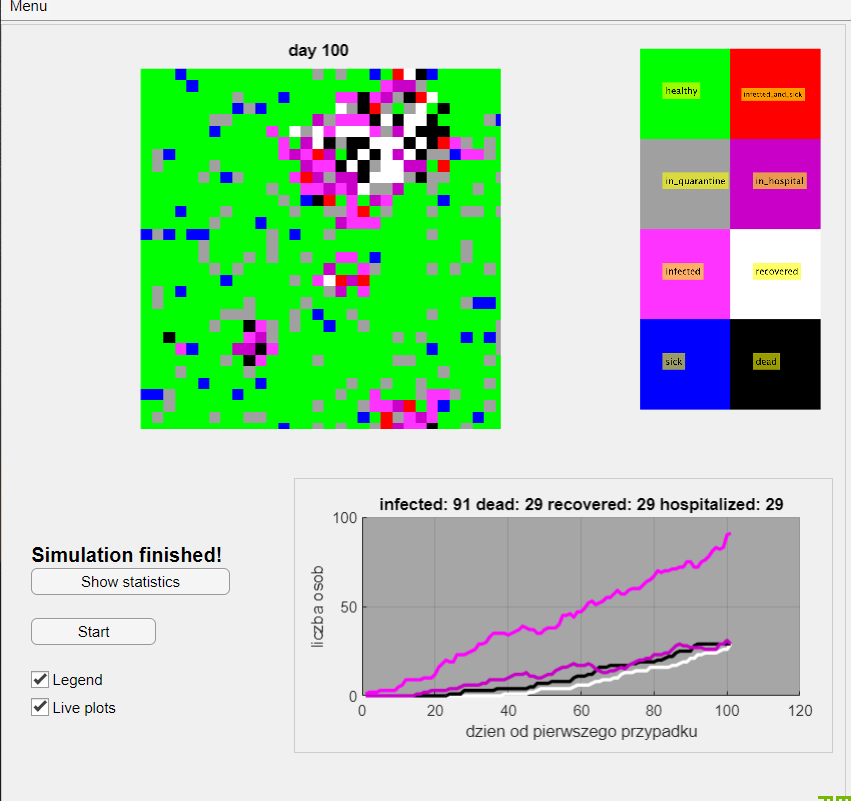 Menu
day 100
healthy
infected_and_sick
in_quarantine
in_hospital
infected
recovered
sick
dead
Simulation finished!
Show statistics
Start
Legend
Live plots
infected: 91 dead: 29 recovered: 29 hospitalized: 29
100
50
0
liczba osob
0 20 40 60 80 100 120
dzien od pierwszego przypadku